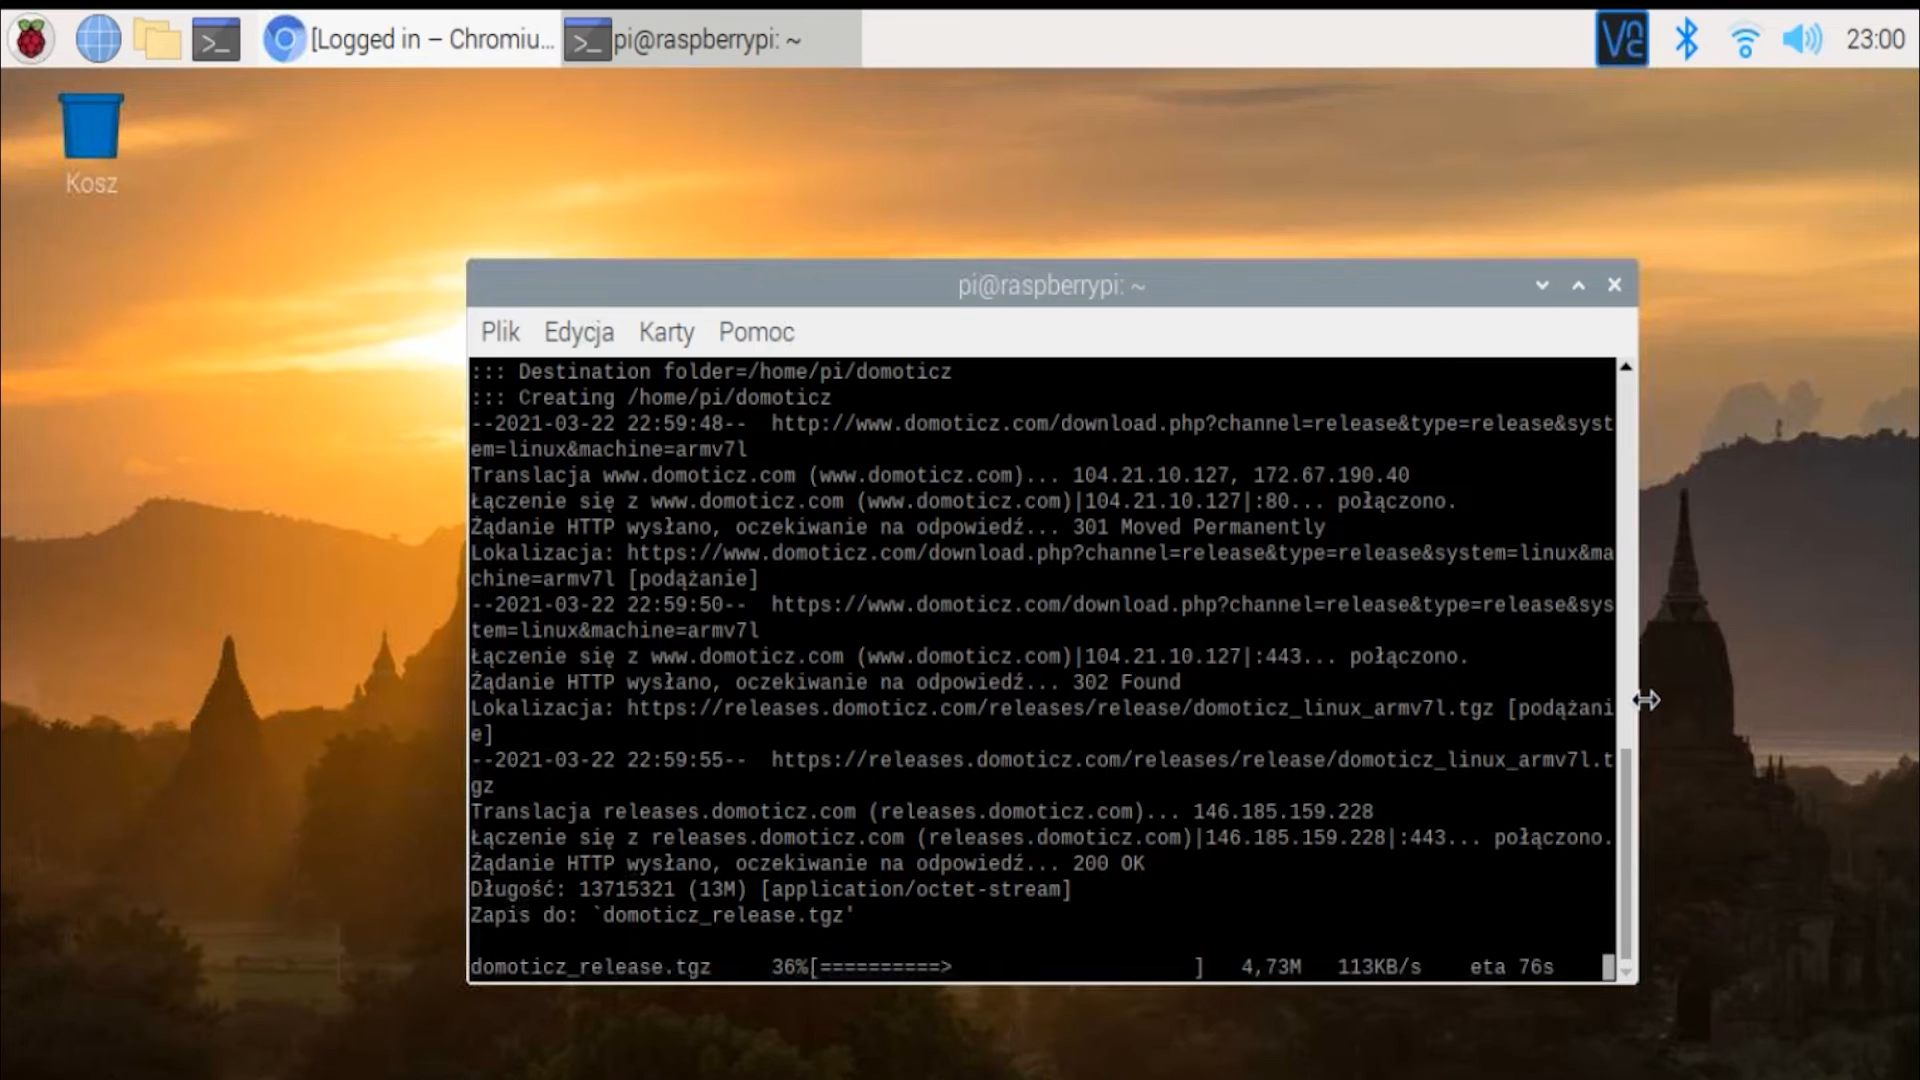 [Logged in – Chromiu...
pi@raspberrypi: ~
VNC
23:00
Kosz
pi@raspberrypi: ~
Plik Edycja Karty Pomoc
::: Destination folder=/home/pi/domoticz
::: Creating /home/pi/domoticz
--2021-03-22 22:59:48--  http://www.domoticz.com/download.php?channel=release&type=release&syst
em=linux&machine=armv7l
Translacja www.domoticz.com (www.domoticz.com)... 104.21.10.127, 172.67.190.40
Łączenie się z www.domoticz.com (www.domoticz.com)|104.21.10.127|:80... połączono.
Żądanie HTTP wysłano, oczekiwanie na odpowiedź... 301 Moved Permanently
Lokalizacja: https://www.domoticz.com/download.php?channel=release&type=release&system=linux&ma
chine=armv7l [podążanie]
--2021-03-22 22:59:50--  https://www.domoticz.com/download.php?channel=release&type=release&sys
tem=linux&machine=armv7l
Łączenie się z www.domoticz.com (www.domoticz.com)|104.21.10.127|:443... połączono.
Żądanie HTTP wysłano, oczekiwanie na odpowiedź... 302 Found
Lokalizacja: https://releases.domoticz.com/releases/release/domoticz_linux_armv7l.tgz [podążani
e]
--2021-03-22 22:59:55--  https://releases.domoticz.com/releases/release/domoticz_linux_armv7l.t
gz
Translacja releases.domoticz.com (releases.domoticz.com)... 146.185.159.228
Łączenie się z releases.domoticz.com (releases.domoticz.com)|146.185.159.228|:443... połączono.
Żądanie HTTP wysłano, oczekiwanie na odpowiedź... 200 OK
Długość: 13715321 (13M) [application/octet-stream]
Zapis do: `domoticz_release.tgz'
domoticz_release.tgz     36%[==========>                    ]   4,73M   113KB/s    eta 76s